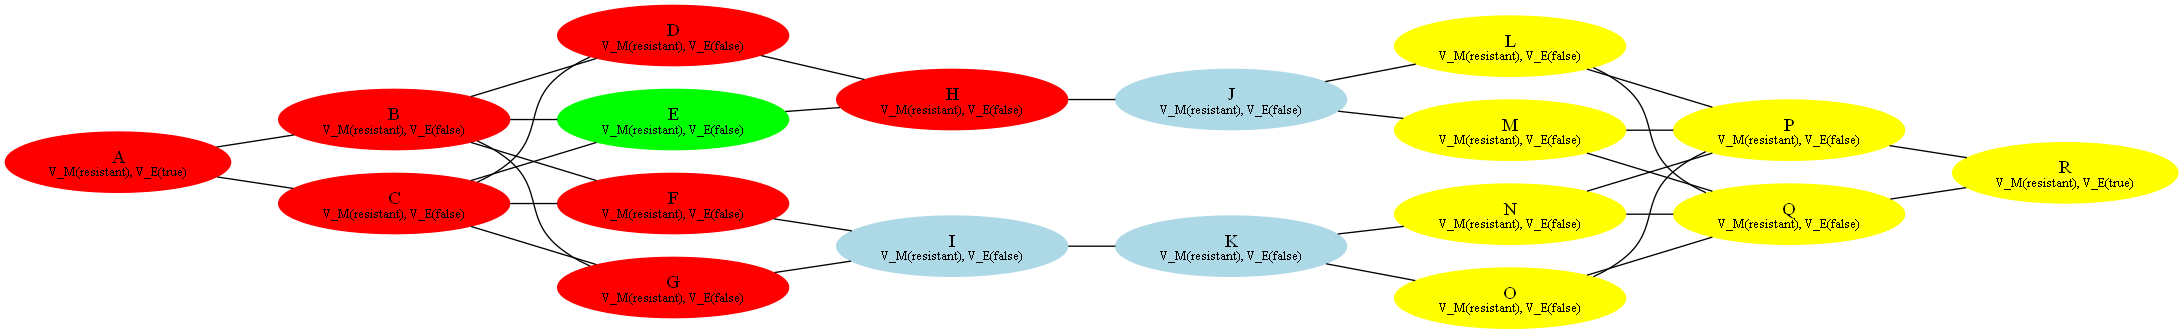 A
V_M(resistant), V_E(true)
B
V_M(resistant), V_E(false)
C
V_M(resistant), V_E(false)
D
V_M(resistant), V_E(false)
E
V_M(resistant), V_E(false)
F
V_M(resistant), V_E(false)
G
V_M(resistant), V_E(false)
H
V_M(resistant), V_E(false)
I
V_M(resistant), V_E(false)
J
V_M(resistant), V_E(false)
K
V_M(resistant), V_E(false)
L
V_M(resistant), V_E(false)
M
V_M(resistant), V_E(false)
N
V_M(resistant), V_E(false)
O
V_M(resistant), V_E(false)
P
V_M(resistant), V_E(false)
Q
V_M(resistant), V_E(false)
R
V_M(resistant), V_E(true)